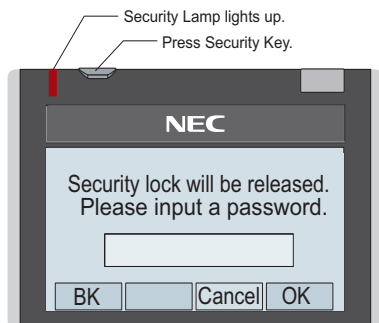 Security Lamp lights up.
Press Security Key.
NEC
Security lock will be released.
Please input a password.
BK
Cancel
OK